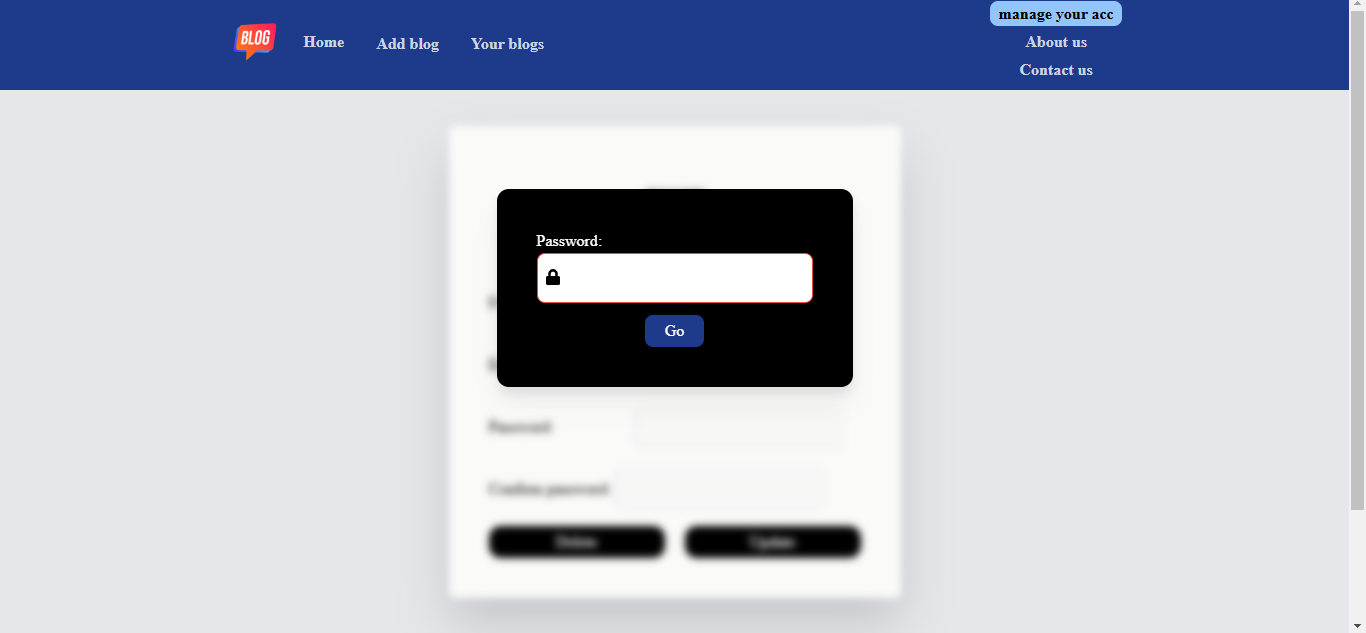 BLOG
Home
Add blog
Your blogs
manage your acc
About us
Contact us
Password:
Go
Password
Confirm password
Delete
Update